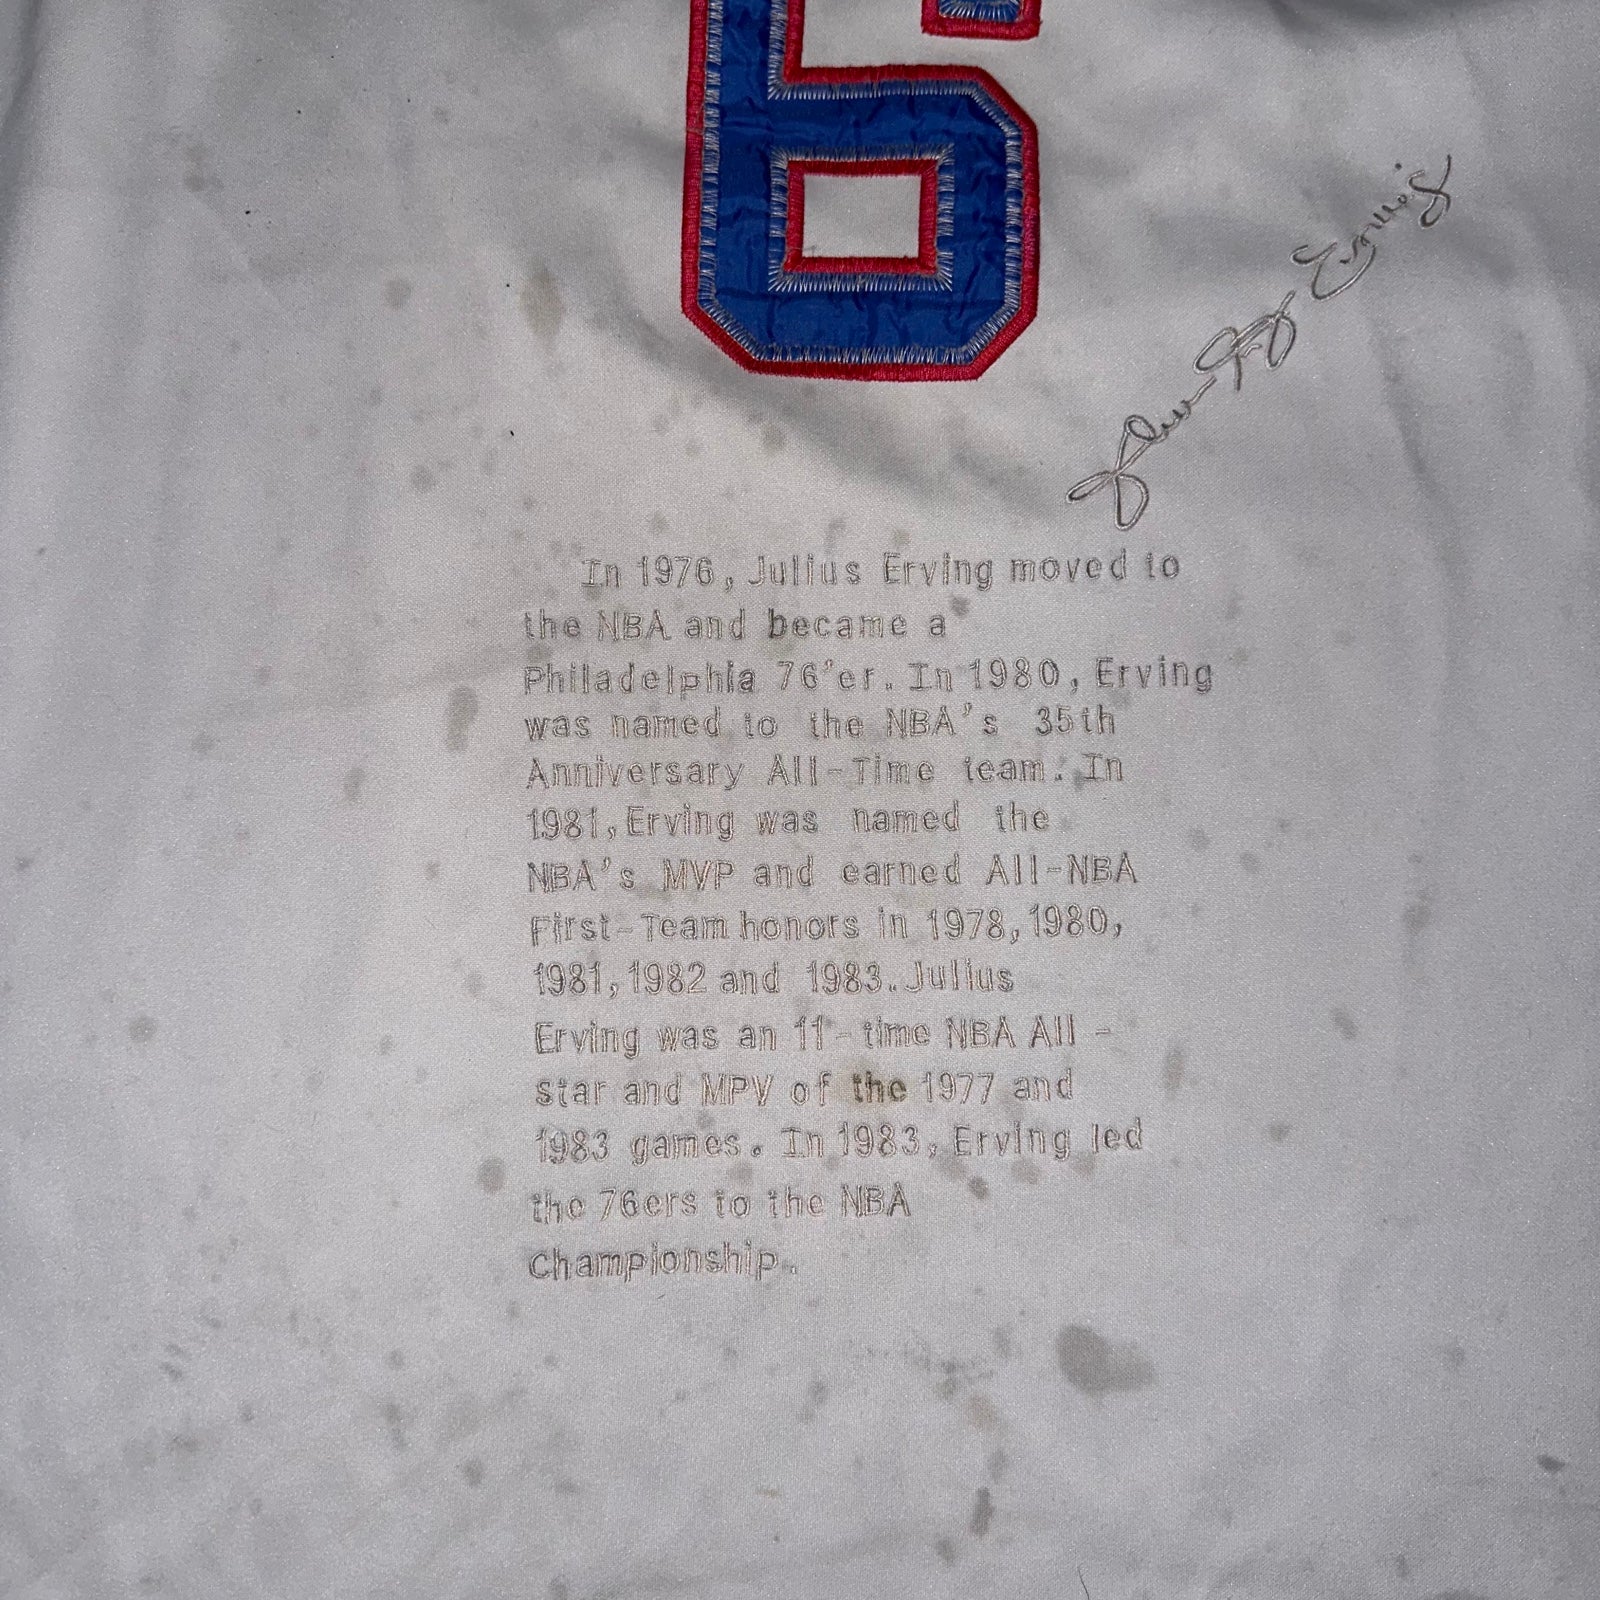 6
Julius "Dr. J" Erving
In 1976, Julius Erving moved to
the NBA and became a
Philadelphia 76'er. In 1980, Erving
was named to the NBA's 35th
Anniversary All-Time team. In
1981, Erving was named the
NBA's MVP and earned All-NBA
First-Team honors in 1978, 1980,
1981, 1982 and 1983. Julius
Erving was an 11-time NBA All -
star and MPV of the 1977 and
1983 games. In 1983, Erving led
the 76ers to the NBA
Championship.